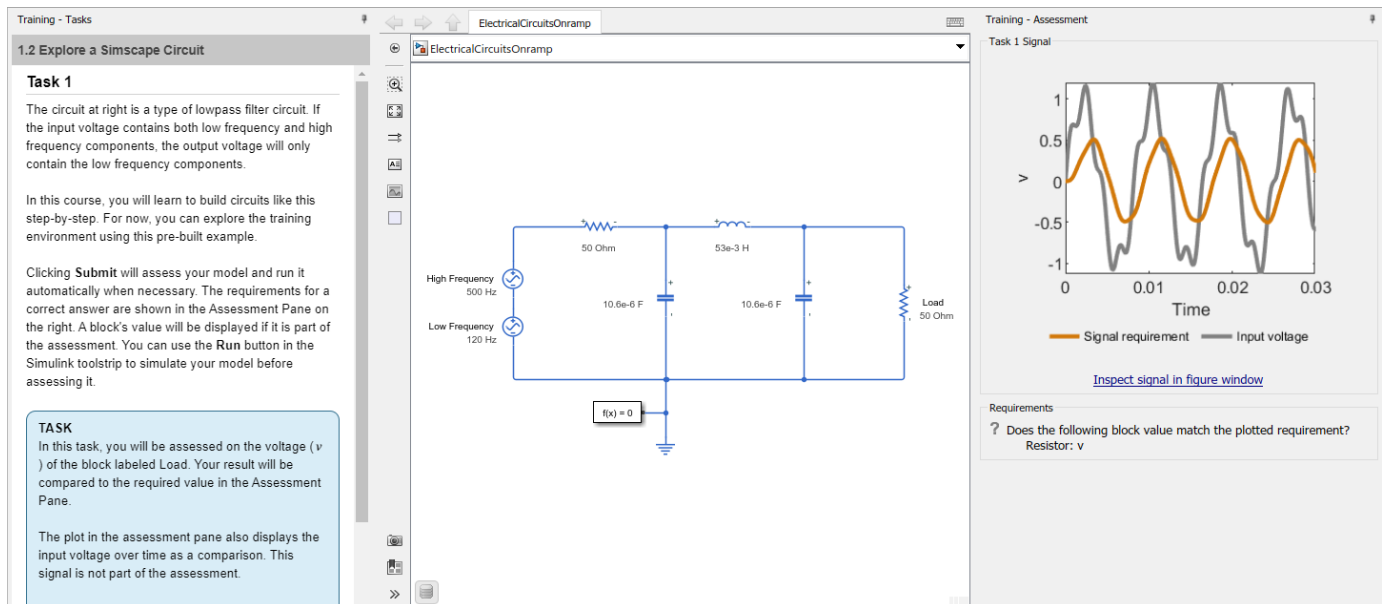 Training - Tasks
1.2 Explore a Simscape Circuit
Task 1
The circuit at right is a type of lowpass filter circuit. If
the input voltage contains both low frequency and high
frequency components, the output voltage will only
contain the low frequency components.
In this course, you will learn to build circuits like this
step-by-step. For now, you can explore the training
environment using this pre-built example.
Clicking Submit will assess your model and run it
automatically when necessary. The requirements for a
correct answer are shown in the Assessment Pane on
the right. A block's value will be displayed if it is part of
the assessment. You can use the Run button in the
Simulink toolstrip to simulate your model before
assessing it.
TASK
In this task, you will be assessed on the voltage (v
) of the block labeled Load. Your result will be
compared to the required value in the Assessment
Pane.
The plot in the assessment pane also displays the
input voltage over time as a comparison. This
signal is not part of the assessment.
ElectricalCircuitsOnramp
ElectricalCircuitsOnramp
A≡
+ -
50 Ohm
+ -
53e-3 H
High Frequency
500 Hz
Low Frequency
120 Hz
+
10.6e-6 F
-
+
10.6e-6 F
-
+
Load
50 Ohm
-
f(x) = 0
Training - Assessment
Task 1 Signal
1
0.5
0
-0.5
-1
v
0 0.01 0.02 0.03
Time
Signal requirement Input voltage
Inspect signal in figure window
Requirements
? Does the following block value match the plotted requirement?
Resistor: v